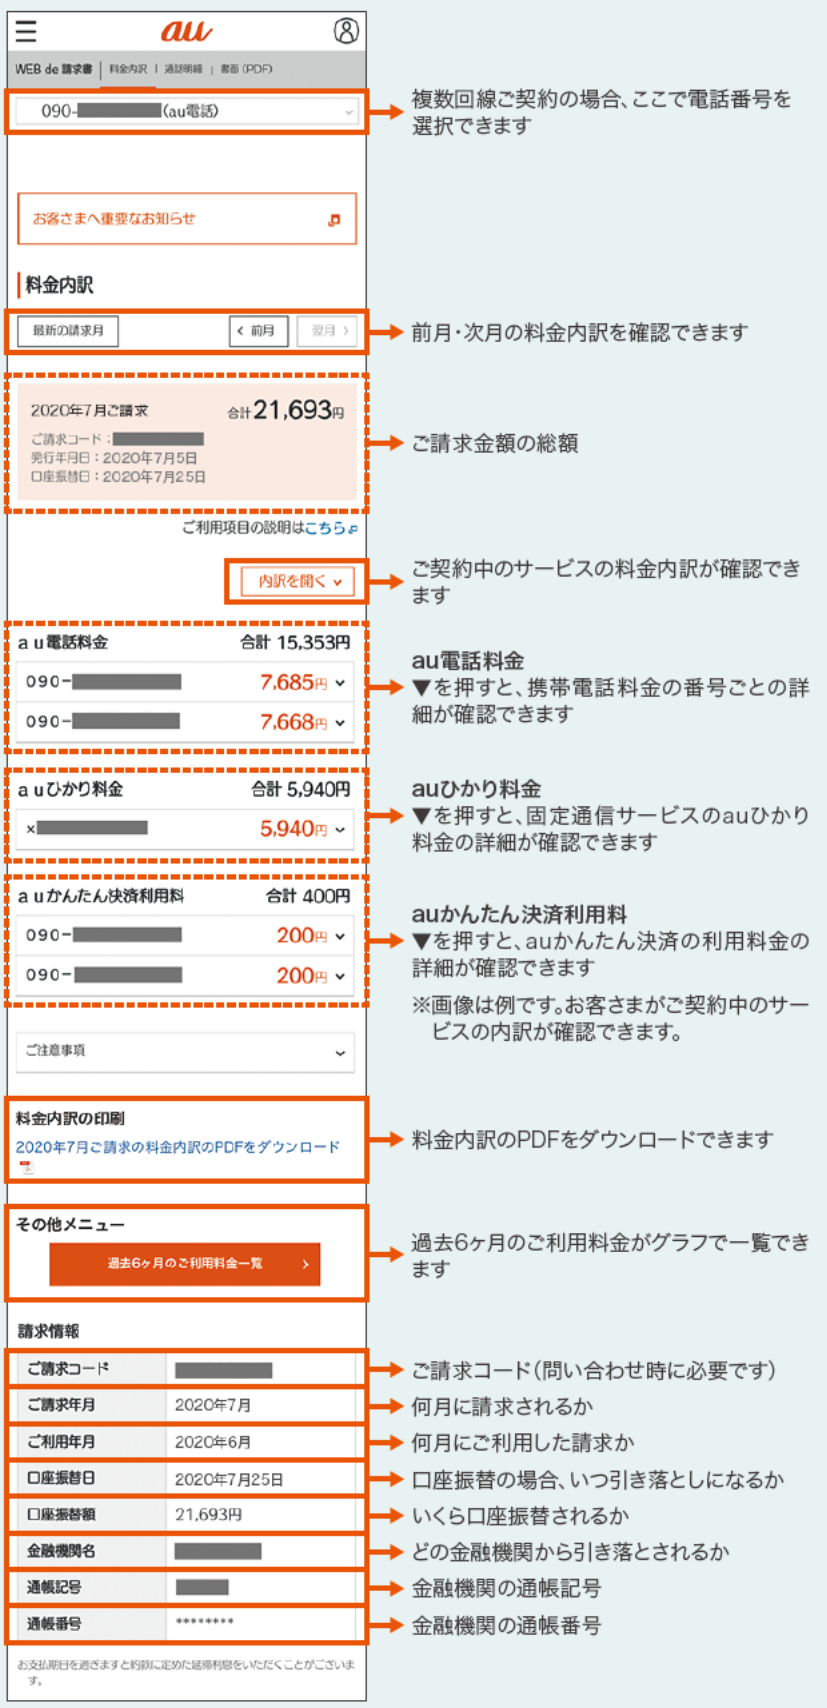 au
WEB de 請求書 | 料金内訳 | 通話明細 | 書面 (PDF)
090- (au電話)
複数回線ご契約の場合、ここで電話番号を
選択できます
お客さまへ重要なお知らせ
料金内訳
最新の請求月
前月
翌月
前月・次月の料金内訳を確認できます
2020年7月ご請求
合計21,693円
ご請求コード：
発行年月日：2020年7月5日
口座振替日：2020年7月25日
ご請求金額の総額
ご利用項目の説明はこちら
内訳を開く
ご契約中のサービスの料金内訳が確認でき
ます
au電話料金
合計 15,353円
090-
7,685円
090-
7,668円
au電話料金
▼を押すと、携帯電話料金の番号ごとの詳
細が確認できます
auひかり料金
合計 5,940円
×
5,940円
auひかり料金
▼を押すと、固定通信サービスのauひかり
料金の詳細が確認できます
auかんたん決済利用料
合計 400円
090-
200円
090-
200円
auかんたん決済利用料
▼を押すと、auかんたん決済の利用料金の
詳細が確認できます
※画像は例です。お客さまがご契約中のサー
ビスの内訳が確認できます。
ご注意事項
料金内訳の印刷
2020年7月ご請求の料金内訳のPDFをダウンロード
料金内訳のPDFをダウンロードできます
その他メニュー
過去6ヶ月のご利用料金一覧
過去6ヶ月のご利用料金がグラフで一覧でき
ます
請求情報
ご請求コード
ご請求コード（問い合わせ時に必要です）
ご請求年月
2020年7月
何月に請求されるか
ご利用年月
2020年6月
何月にご利用した請求か
口座振替日
2020年7月25日
口座振替の場合、いつ引き落としになるか
口座振替額
21,693円
いくら口座振替されるか
金融機関名
どの金融機関から引き落とされるか
通帳記号
金融機関の通帳記号
通帳番号
********
金融機関の通帳番号
お支払期日を過ぎますと約款に定めた延滞利息をいただくことがございま
す。